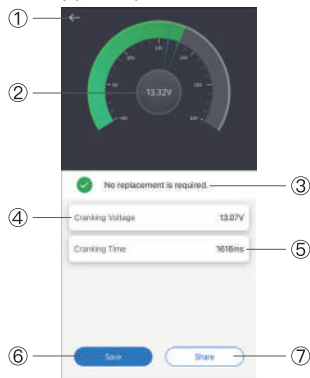 ①
②
13.32V
No replacement is required.
③
④
Cranking Voltage
13.07V
Cranking Time
1616ms
⑤
⑥
Save
Share
⑦